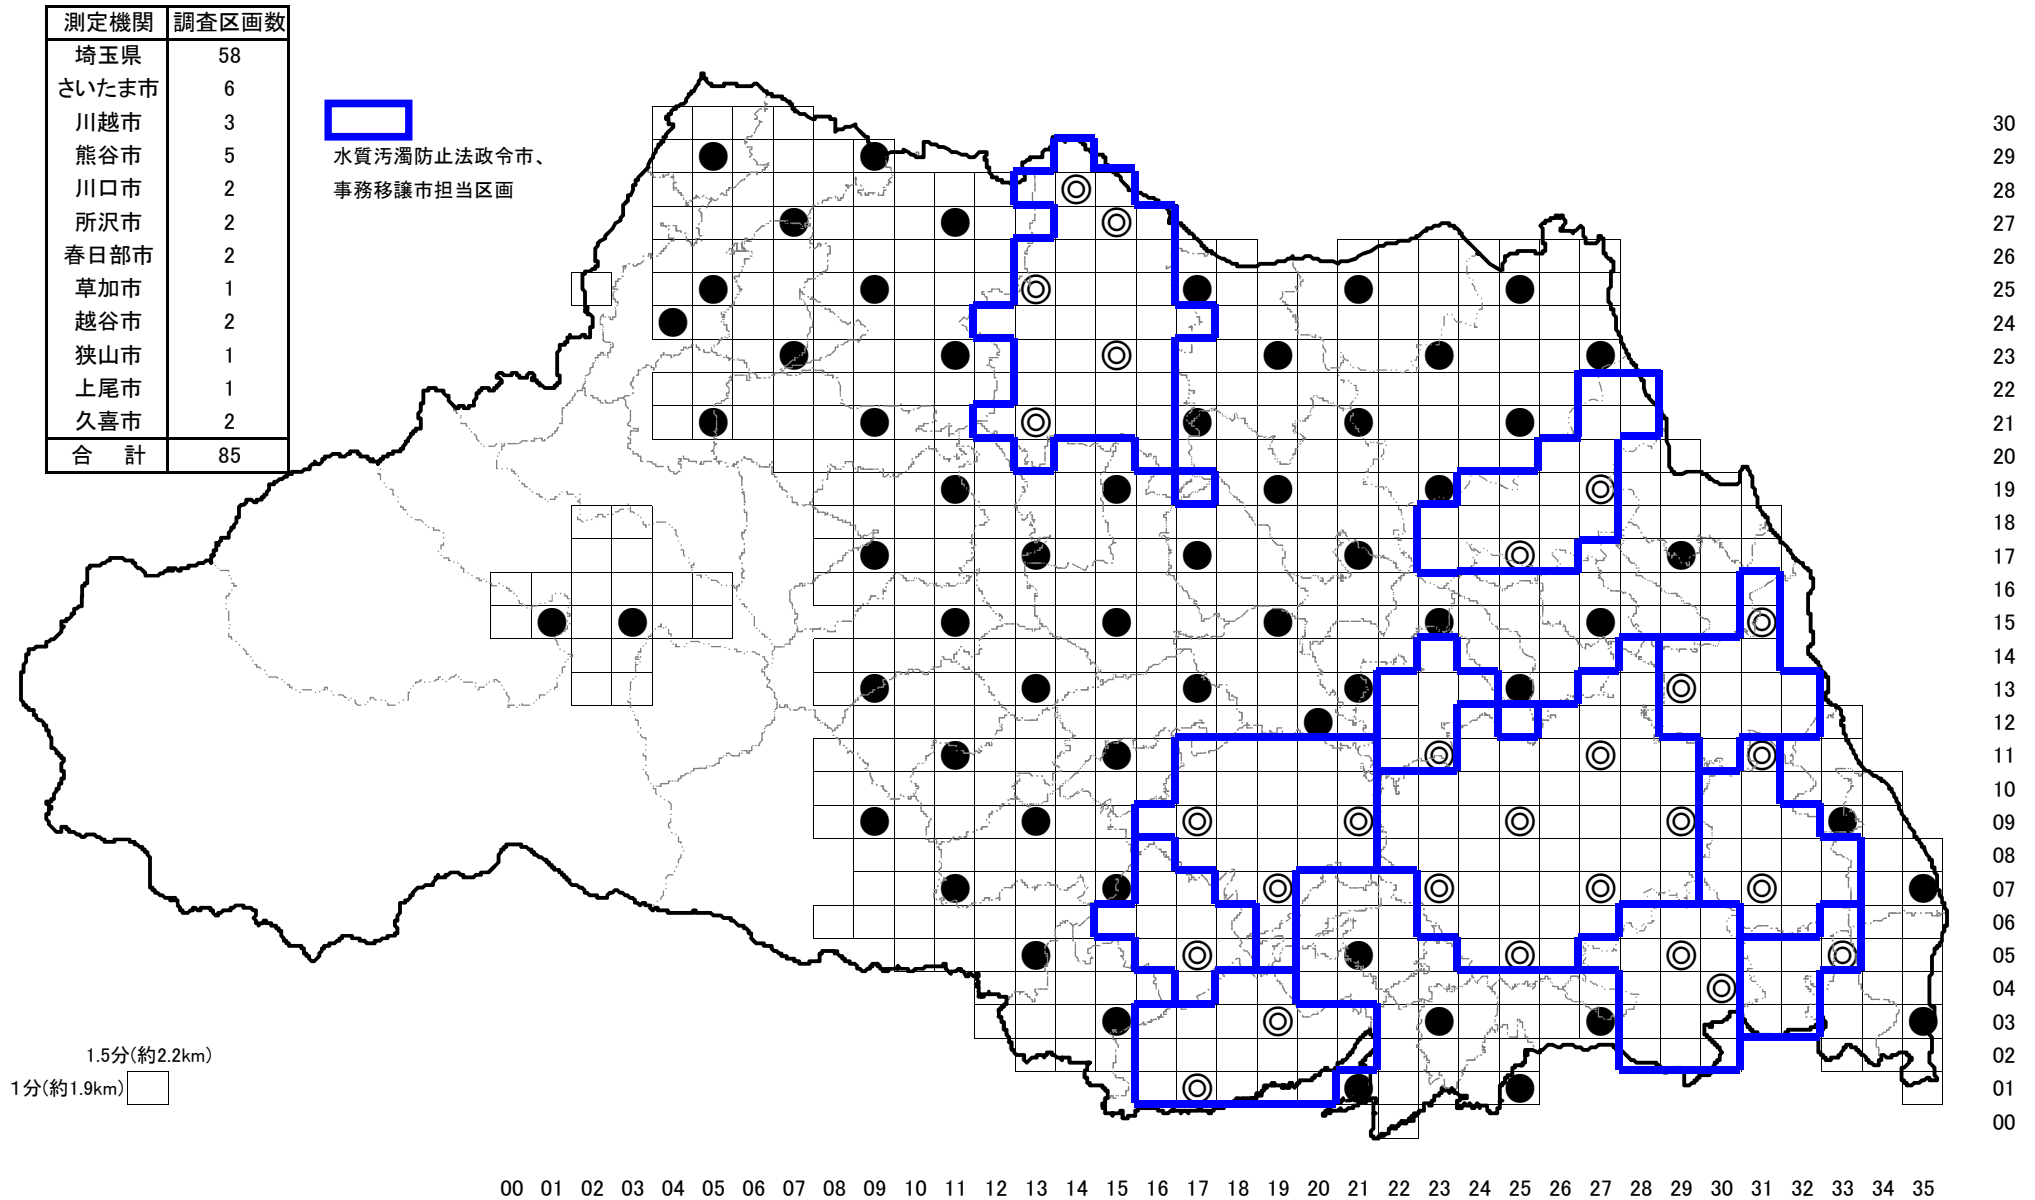 測定機関 調査区画数
埼玉県 58
さいたま市 6
川越市 3
熊谷市 5
川口市 2
所沢市 2
春日部市 2
草加市 1
越谷市 2
狭山市 1
上尾市 1
久喜市 2
合 計 85
水質汚濁防止法政令市、
事務移譲市担当区画
30
29
28
27
26
25
24
23
22
21
20
19
18
17
16
15
14
13
12
11
10
09
08
07
06
05
04
03
02
01
00
1.5分(約2.2km)
1分(約1.9km)
00 01 02 03 04 05 06 07 08 09 10 11 12 13 14 15 16 17 18 19 20 21 22 23 24 25 26 27 28 29 30 31 32 33 34 35